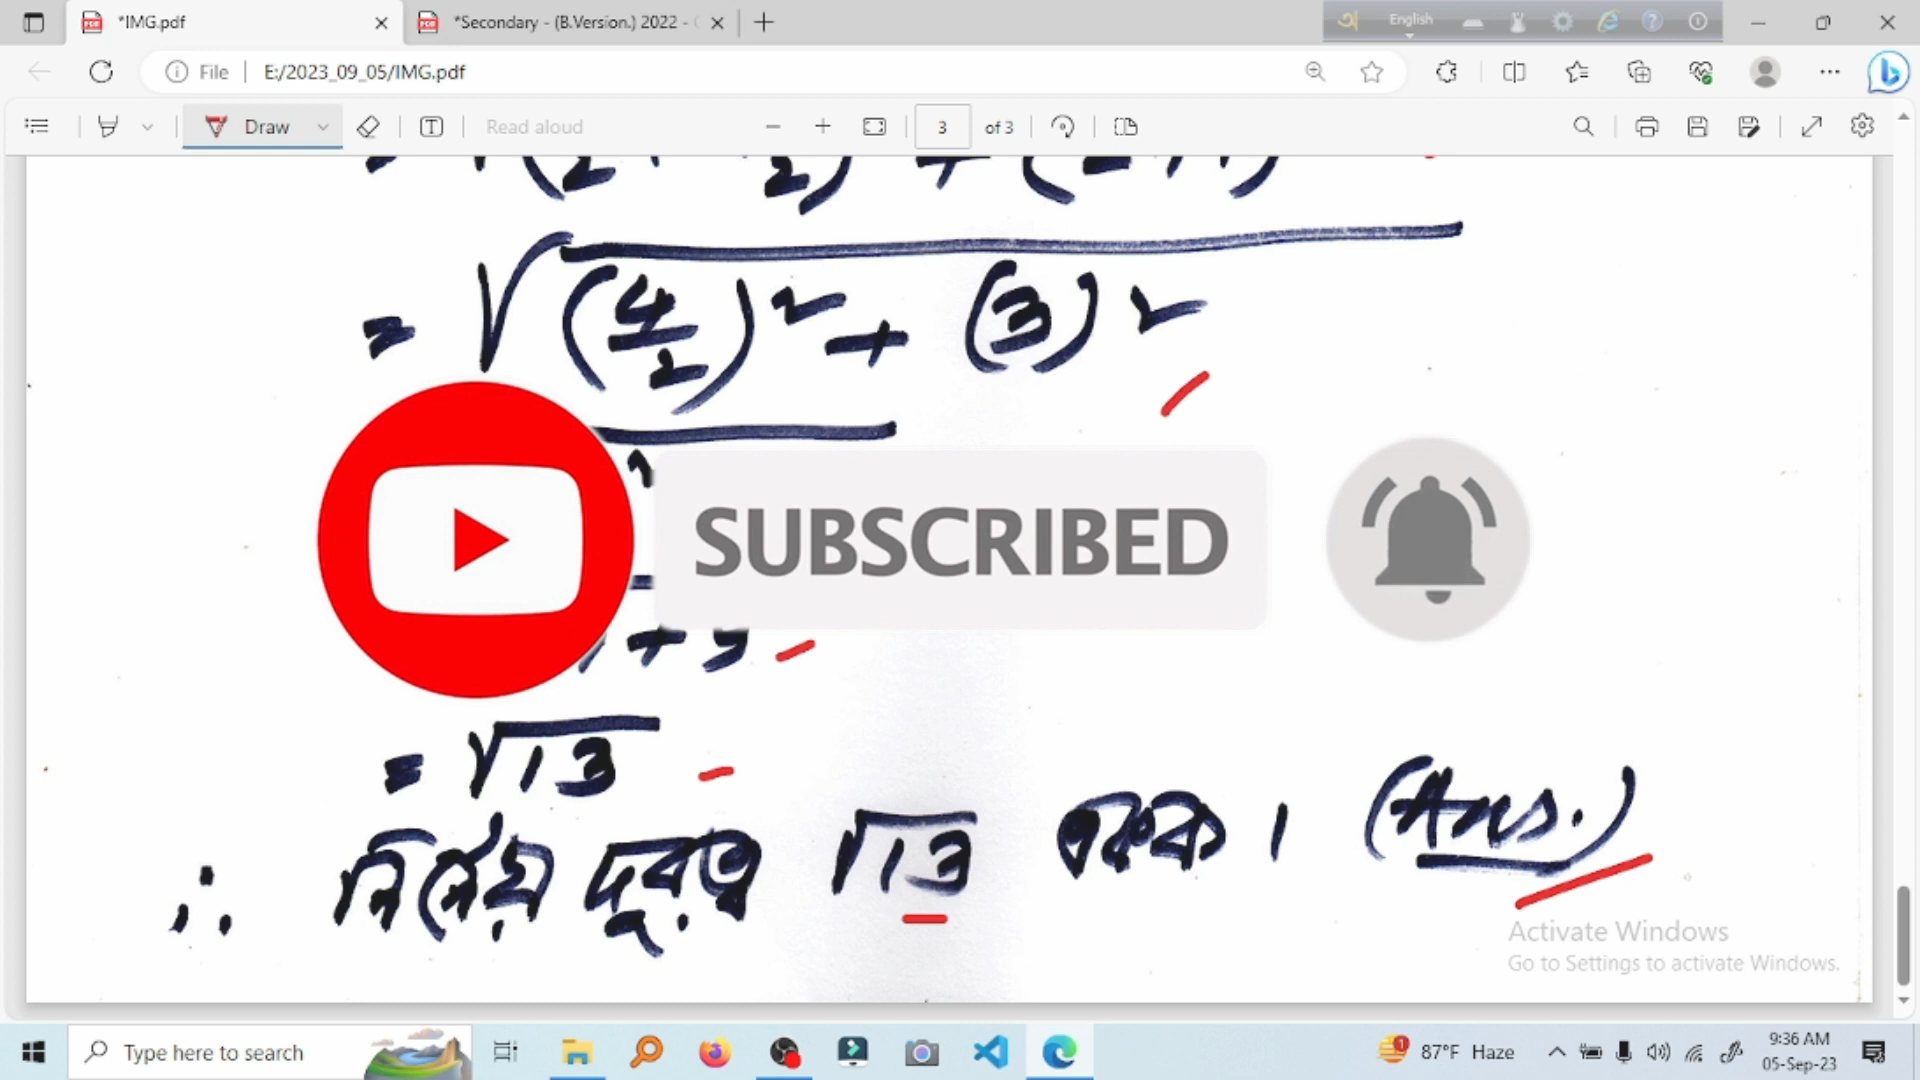 *IMG.pdf
*Secondary - (B.Version.) 2022 -
English
File
E:/2023_09_05/IMG.pdf
Draw
Read aloud
3 of 3
= √((4/2)² + (3)²)
SUBSCRIBED
= √13
∴ নির্ণেয় দূরত্ব √13 একক। (Ans.)
Activate Windows
Go to Settings to activate Windows.
Type here to search
87°F Haze
9:36 AM
05-Sep-23